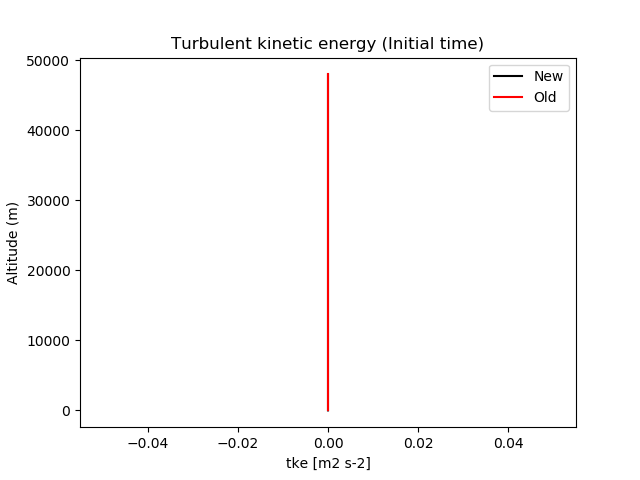 Turbulent kinetic energy (Initial time)
New
Old
50000
40000
30000
20000
10000
0
Altitude (m)
−0.04
−0.02
0.00
0.02
0.04
tke [m2 s-2]